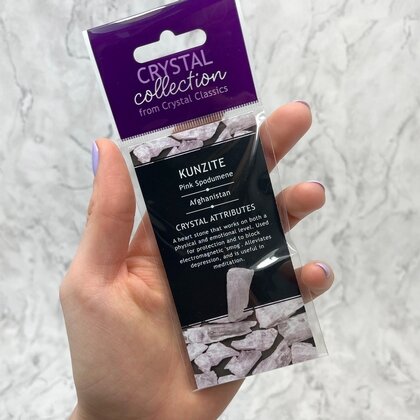 CRYSTAL
collection
from Crystal Classics
KUNZITE
Pink Spodumene
Afghanistan
CRYSTAL ATTRIBUTES
A heart stone that works on both a
physical and emotional level. Used
for protection and to block
electromagnetic 'smog'. Alleviates
depression, and is useful in
meditation.